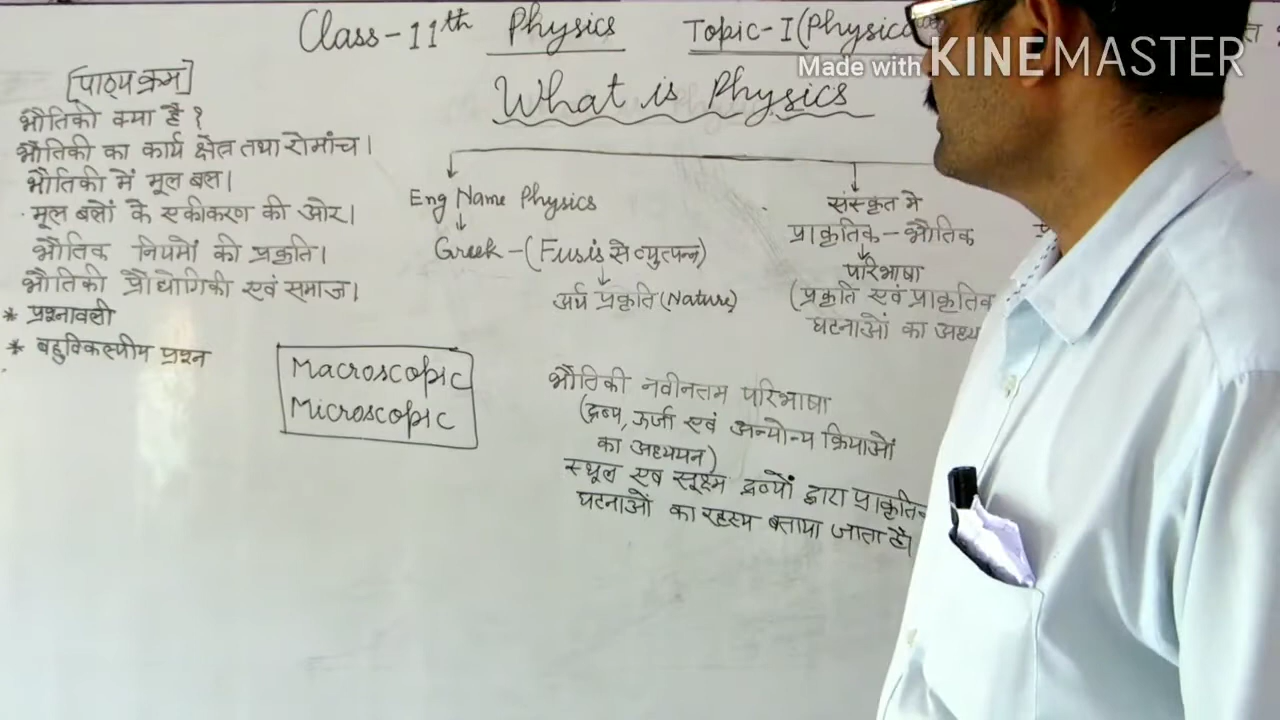 Class-11th Physics Topic-I (Physica
Made with KINEMASTER
What is Physics
[पाठ्यक्रम]
भौतिकी क्या है ?
भौतिकी का कार्य क्षेत्र तथा रोमांच।
भौतिकी में मूल बल।
मूल बलों के एकीकरण की ओर।
भौतिक नियमों की प्रकृति।
भौतिकी प्रौद्योगिकी एवं समाज।
* प्रश्नावली
* बहुविकल्पीय प्रश्न
Eng Name Physics
Greek-(Fusis से व्युत्पन्न)
अर्थ प्रकृति (Nature)
संस्कृत मे
प्राकृतिक-भौतिक
परिभाषा
(प्रकृति एवं प्राकृतिक
घटनाओं का अध्य
Macroscopic
Microscopic
भौतिकी नवीनतम परिभाषा
(द्रव्य, ऊर्जा एवं अन्योन्य क्रियाओं
का अध्ययन)
स्थूल एव सूक्ष्म द्रव्यों द्वारा प्राकृति
घटनाओं का रहस्य बताया जाता है।